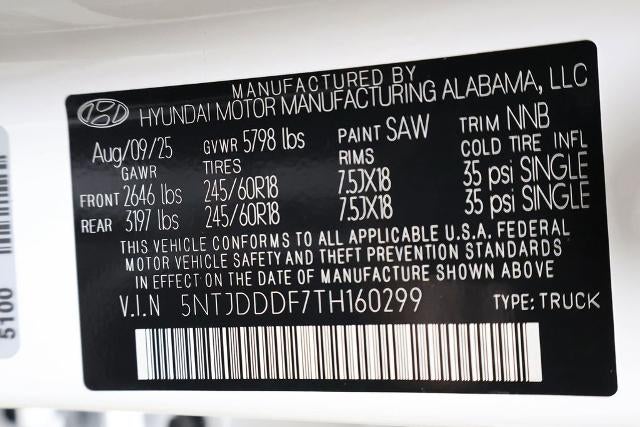 MANUFACTURED BY
HYUNDAI MOTOR MANUFACTURING ALABAMA, LLC
Aug/09/25 GVWR 5798 lbs PAINT SAW TRIM NNB
GAWR TIRES RIMS COLD TIRE INFL
FRONT 2646 lbs 245/60R18 7.5JX18 35 psi SINGLE
REAR 3197 lbs 245/60R18 7.5JX18 35 psi SINGLE
THIS VEHICLE CONFORMS TO ALL APPLICABLE U.S.A. FEDERAL
MOTOR VEHICLE SAFETY AND THEFT PREVENTION STANDARDS
IN EFFECT ON THE DATE OF MANUFACTURE SHOWN ABOVE
V.I.N 5NTJDDDF7TH160299 TYPE: TRUCK
5100